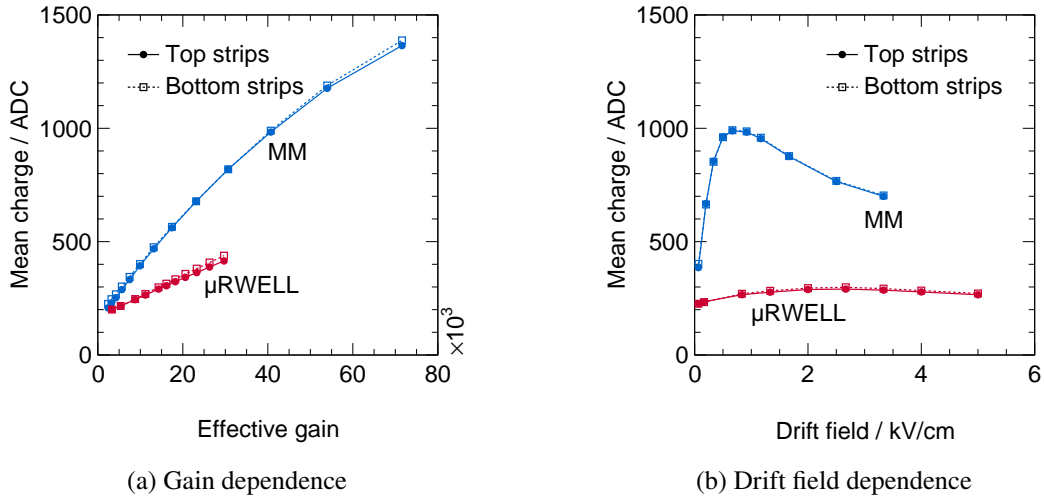 1500
1000
500
0
Mean charge / ADC
Top strips
Bottom strips
MM
µRWELL
0 20 40 60 80
×10³
Effective gain
(a) Gain dependence
1500
1000
500
0
Mean charge / ADC
Top strips
Bottom strips
MM
µRWELL
0 2 4 6
Drift field / kV/cm
(b) Drift field dependence